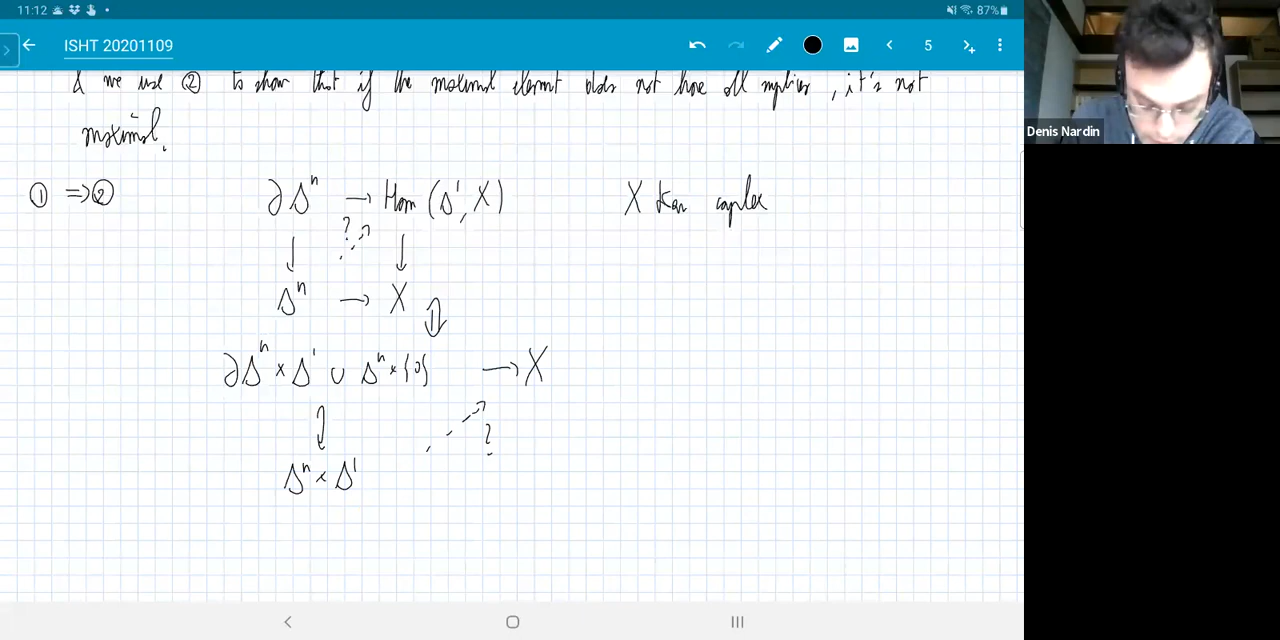 11:12
87%
ISHT 20201109
5
& we use ② to show that if the maximal element does not have all simplices, it's not
maximal.
① => ② ∂Δⁿ → Hom (Δ¹, X) X Kan complex
?
↓ ↓
Δⁿ → X
⇕
∂Δⁿ × Δ¹ ∪ Δⁿ × {0} → X
?
Δⁿ × Δ¹
Denis Nardin